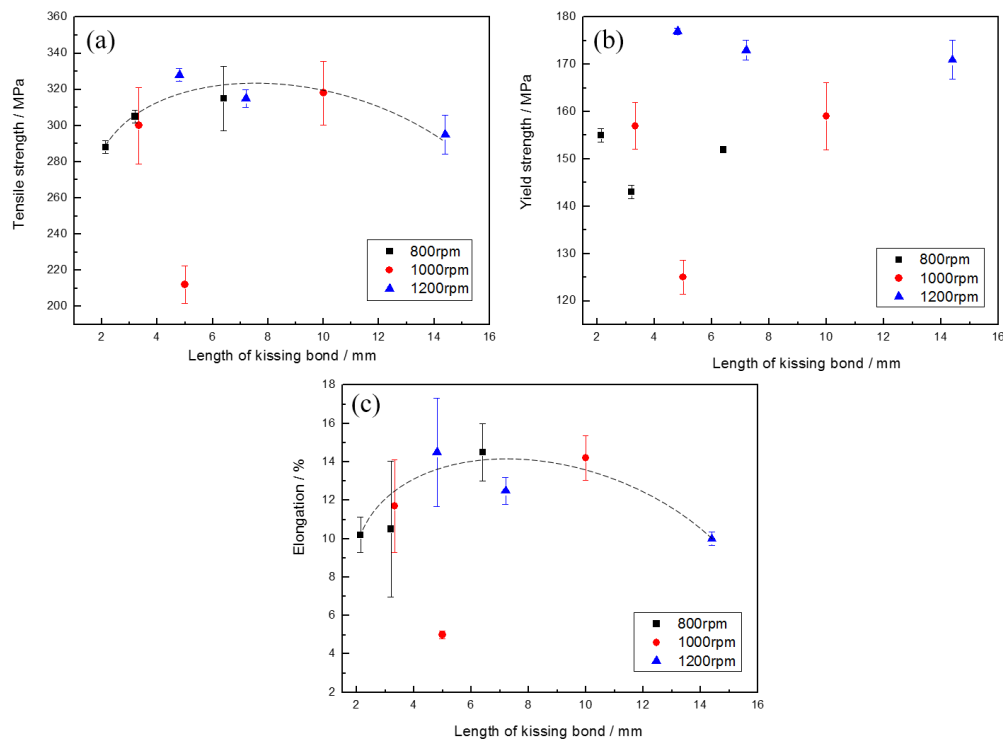 (a)
Tensile strength / MPa
360
340
320
300
280
260
240
220
200
2 4 6 8 10 12 14 16
Length of kissing bond / mm
800rpm
1000rpm
1200rpm
(b)
Yield strength / MPa
180
170
160
150
140
130
120
2 4 6 8 10 12 14 16
Length of kissing bond / mm
800rpm
1000rpm
1200rpm
(c)
Elongation / %
18
16
14
12
10
8
6
4
2
2 4 6 8 10 12 14 16
Length of kissing bond / mm
800rpm
1000rpm
1200rpm